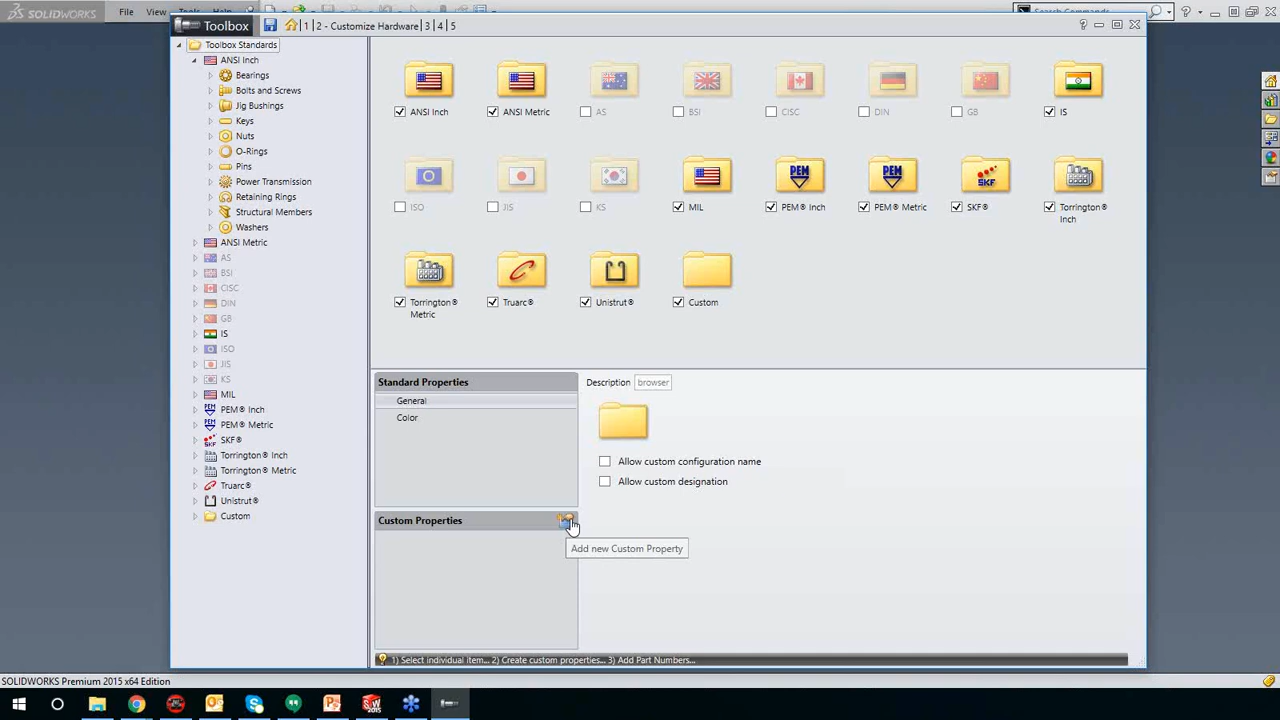 SOLIDWORKS
File
View
Tools
Search Commands
Toolbox
1 | 2 - Customize Hardware | 3 | 4 | 5
Toolbox Standards
ANSI Inch
Bearings
Bolts and Screws
Jig Bushings
Keys
Nuts
O-Rings
Pins
Power Transmission
Retaining Rings
Structural Members
Washers
ANSI Metric
AS
BSI
CISC
DIN
GB
IS
ISO
JIS
KS
MIL
PEM® Inch
PEM® Metric
SKF®
Torrington® Inch
Torrington® Metric
Truarc®
Unistrut®
Custom
ANSI Inch
ANSI Metric
AS
BSI
CISC
DIN
GB
IS
ISO
JIS
KS
MIL
PEM
PEM® Inch
PEM
PEM® Metric
SKF
SKF®
Torrington®
Inch
Torrington®
Metric
Truarc®
Unistrut®
Custom
Standard Properties
General
Color
Description browser
Allow custom configuration name
Allow custom designation
Custom Properties
Add new Custom Property
1) Select individual item... 2) Create custom properties... 3) Add Part Numbers...
SOLIDWORKS Premium 2015 x64 Edition